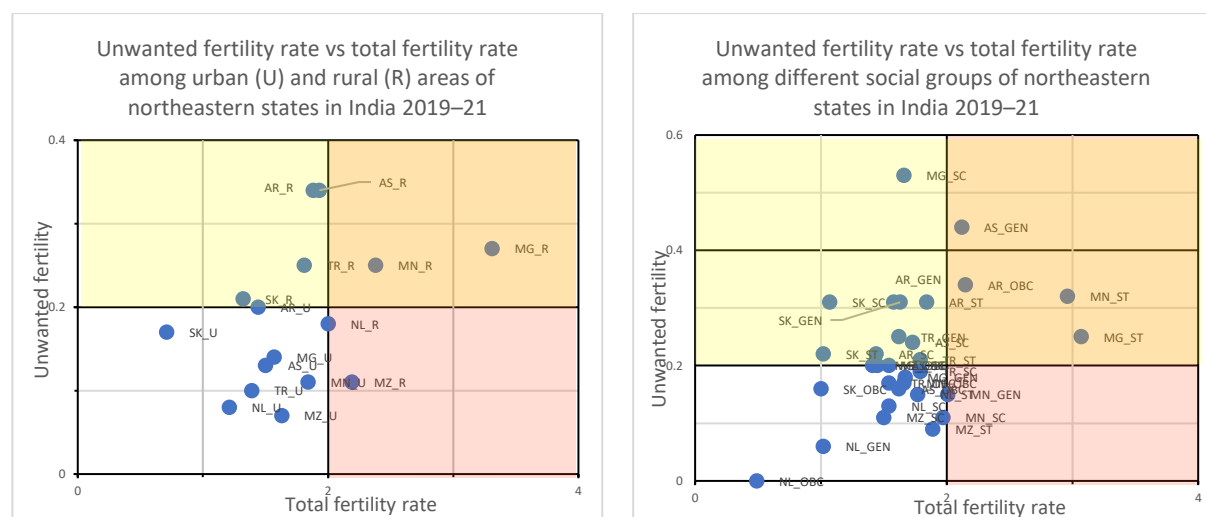 Unwanted fertility rate vs total fertility rate
among urban (U) and rural (R) areas of
northeastern states in India 2019–21
0.4
AR_R
AS_R
MG_R
TR_R
MN_R
SK_R
AR_U
0.2
NL_R
SK_U
MG_U
AS_U
MN_U
MZ_R
TR_U
NL_U
MZ_U
0
0
2
4
Unwanted fertility
Total fertility rate
Unwanted fertility rate vs total fertility rate
among different social groups of northeastern
states in India 2019–21
0.6
MG_SC
AS_GEN
0.4
AR_GEN
AR_OBC
MN_ST
SK_SC
AR_ST
SK_GEN
TR_GEN
AS_SC
MG_ST
SK_ST
AR_SC
TR_ST
0.2
TR_SC
MG_GEN
SK_OBC
AS_OBC
NL_ST
MN_GEN
NL_SC
MZ_SC
MN_SC
MZ_ST
NL_GEN
NL_OBC
0
0
2
4
Unwanted fertility
Total fertility rate